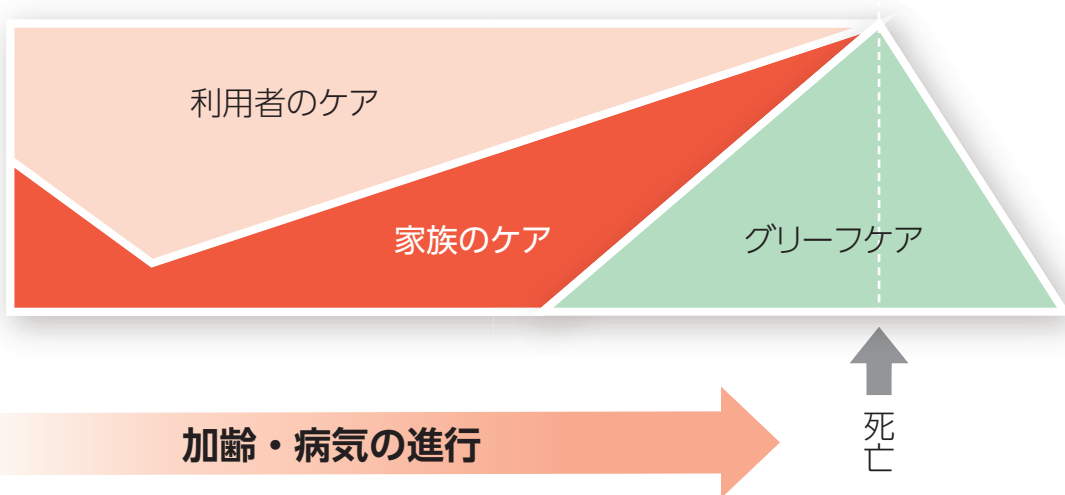 利用者のケア
家族のケア
グリーフケア
死亡
加齢・病気の進行